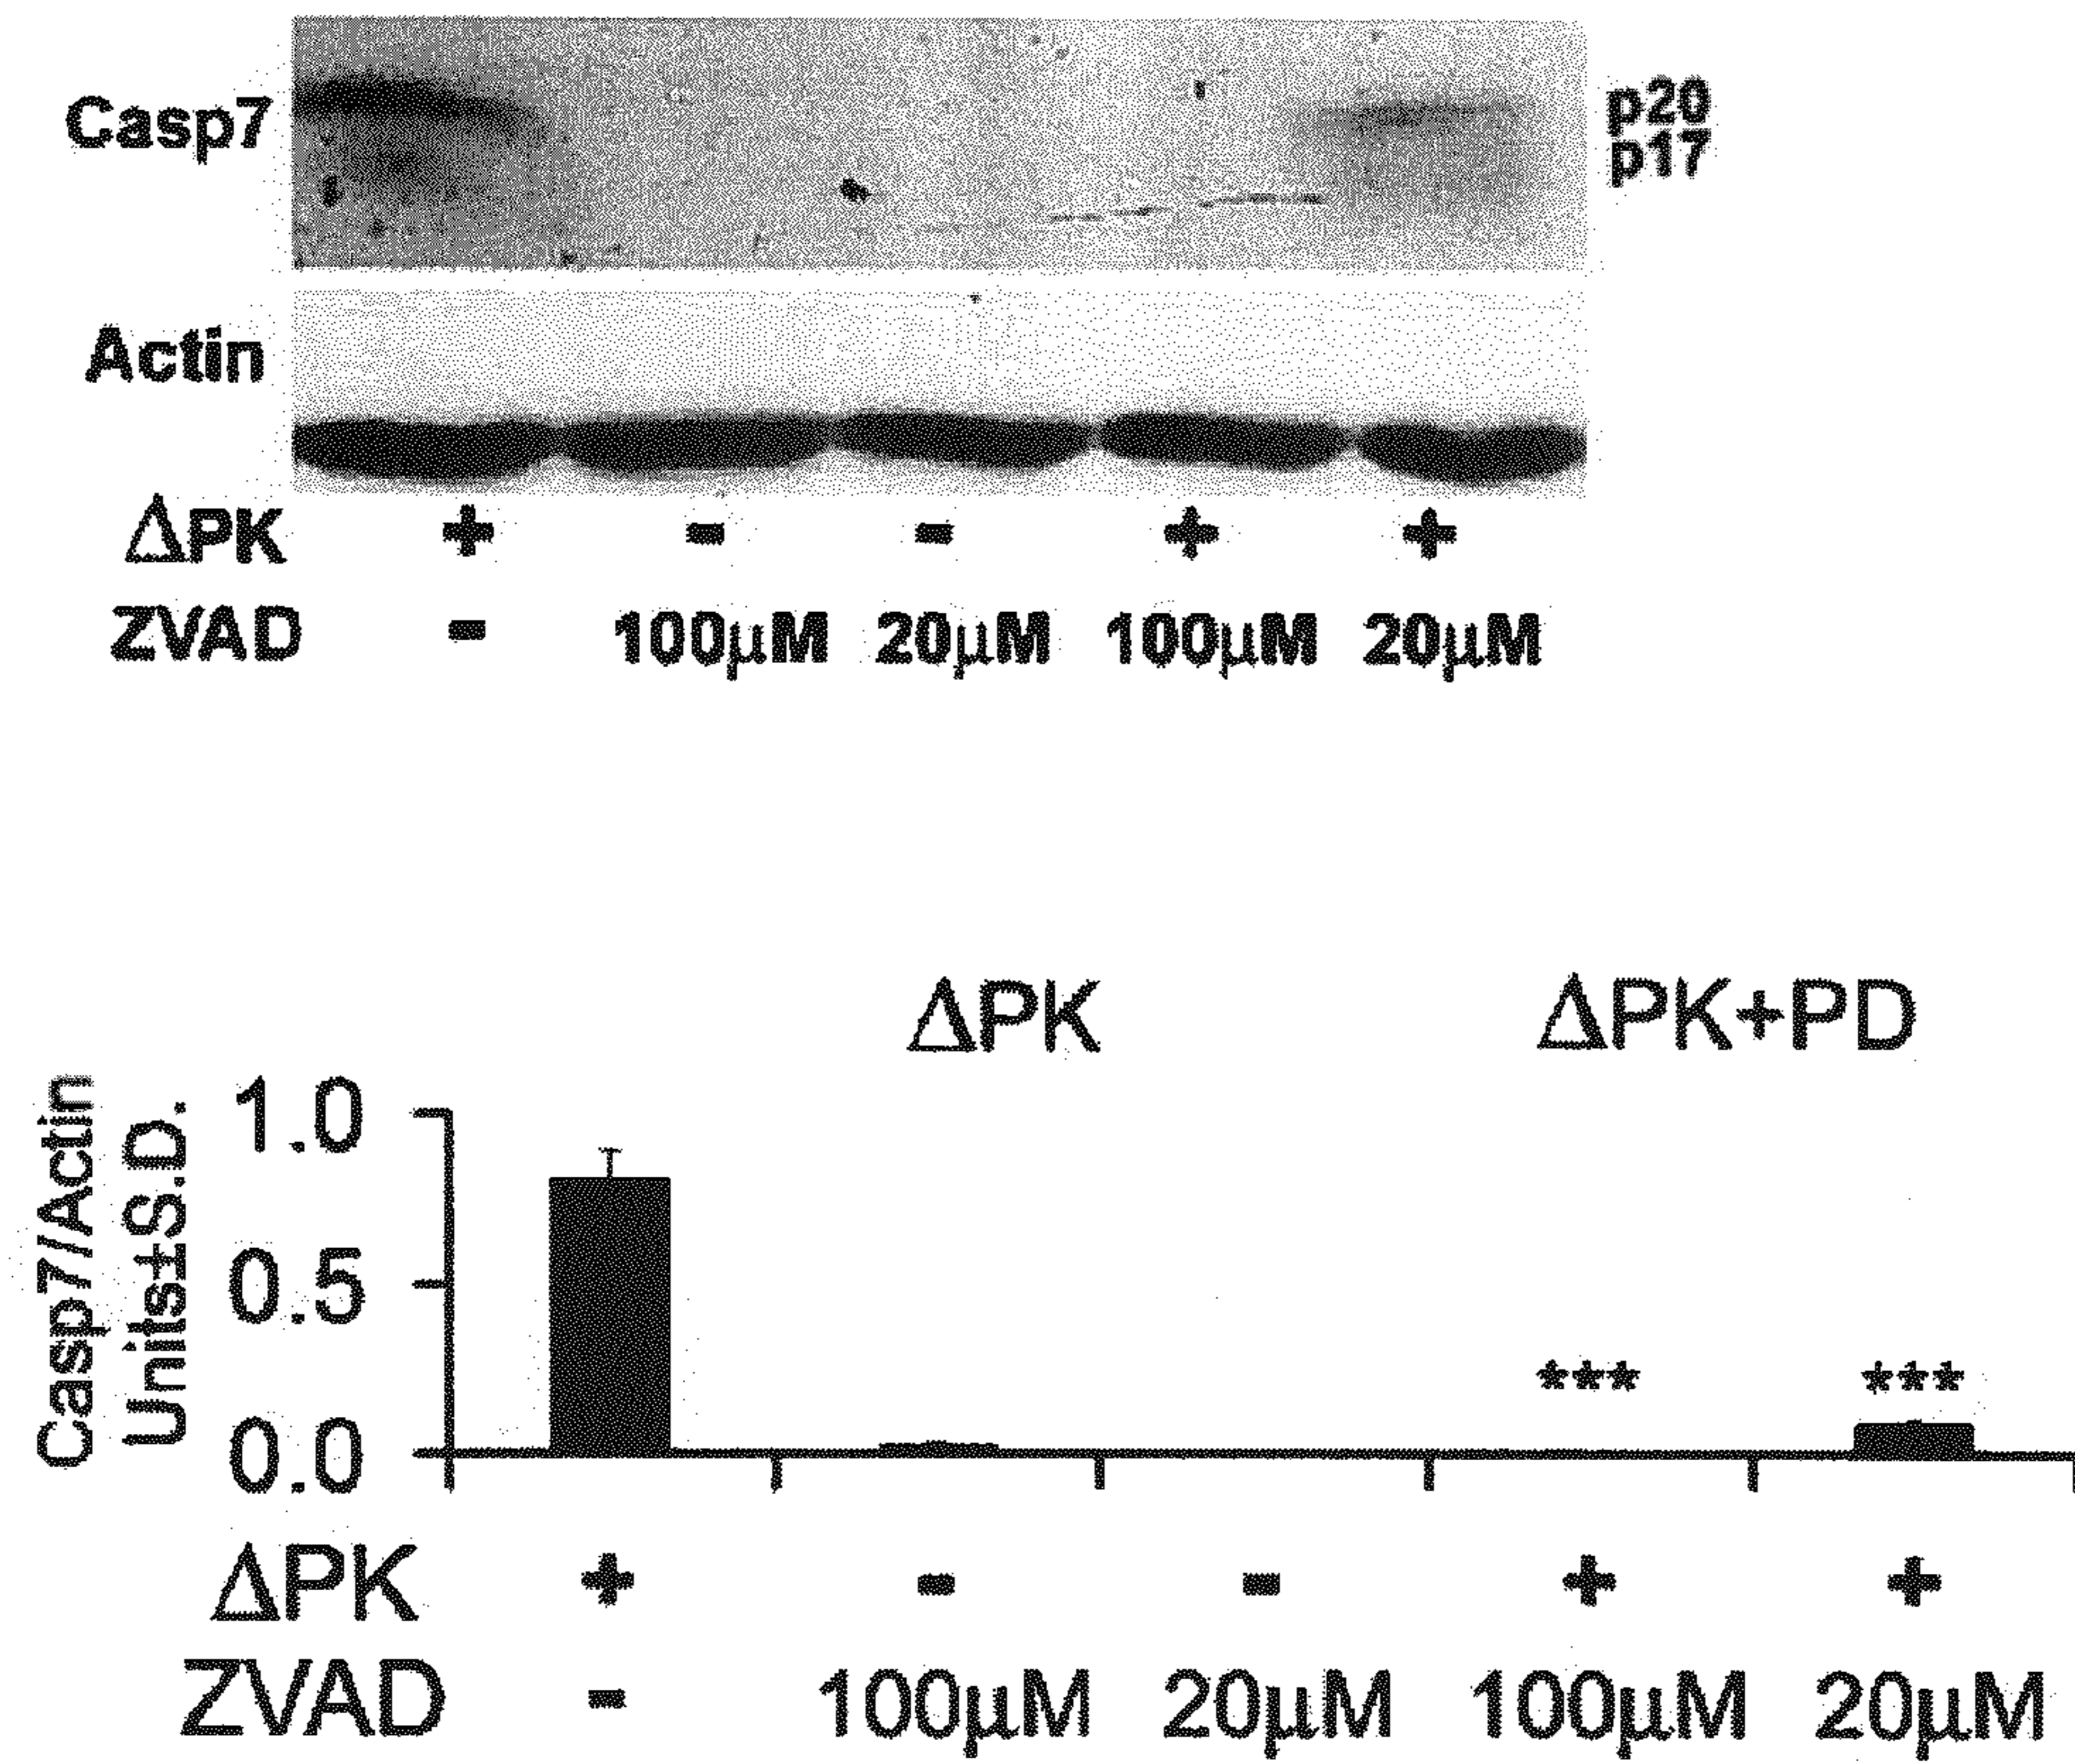 Casp7
p20
p17
Actin
ΔPK + - - + +
ZVAD - 100μM 20μM 100μM 20μM
ΔPK ΔPK+PD
Casp7/Actin
Units±S.D.
1.0
0.5
0.0
*** ***
ΔPK + - - + +
ZVAD - 100μM 20μM 100μM 20μM